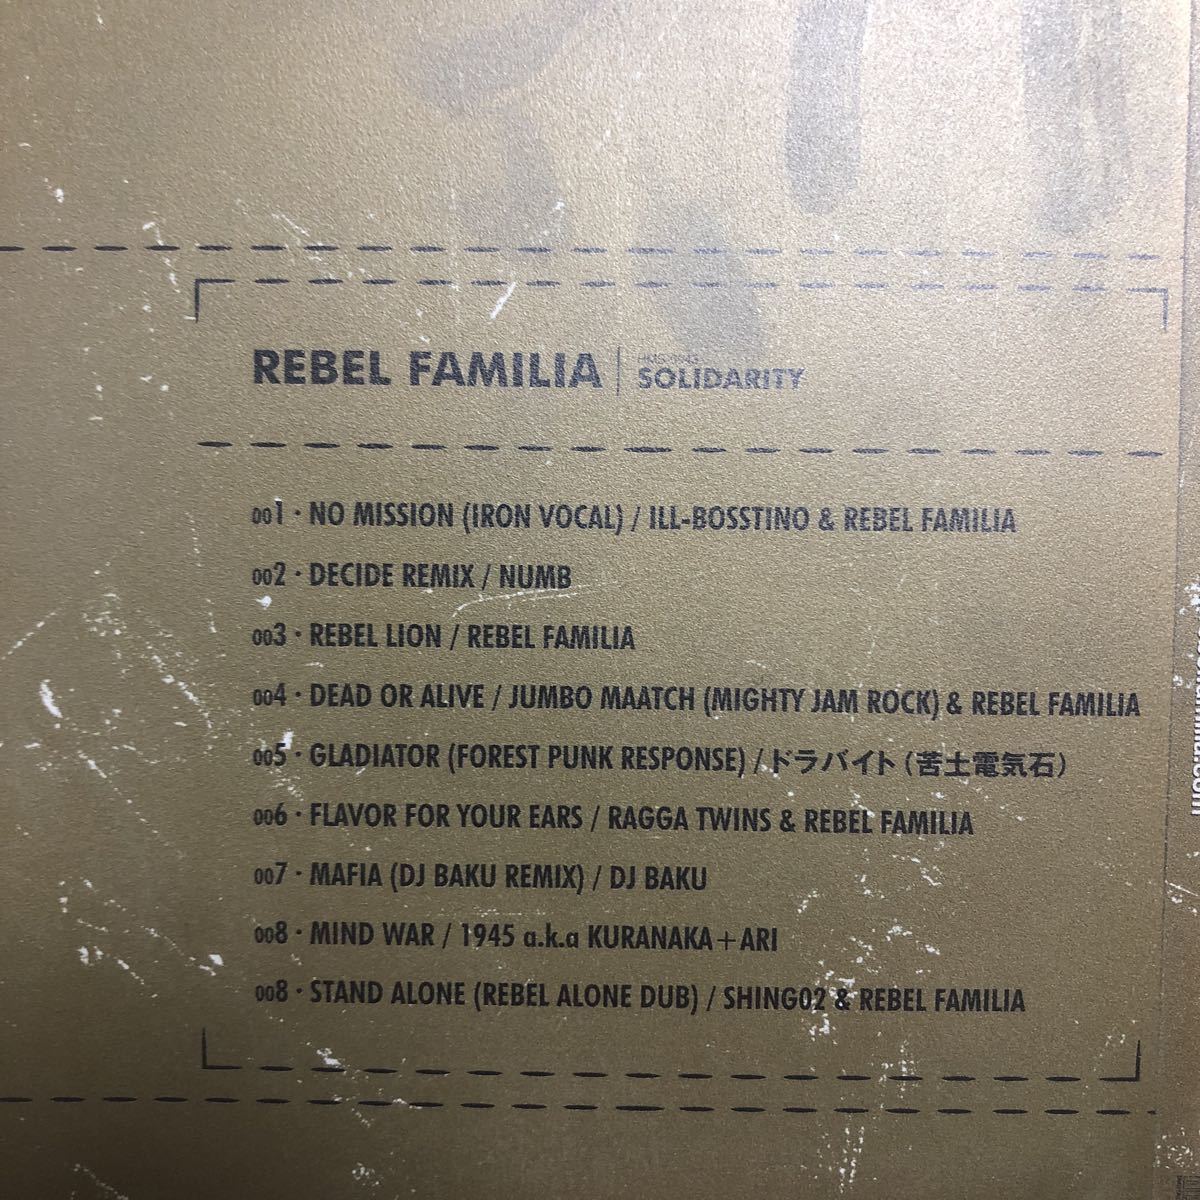 REBEL FAMILIA
SOLIDARITY
001・NO MISSION (IRON VOCAL) / ILL-BOSSTINO & REBEL FAMILIA
002・DECIDE REMIX / NUMB
003・REBEL LION / REBEL FAMILIA
004・DEAD OR ALIVE / JUMBO MAATCH (MIGHTY JAM ROCK) & REBEL FAMILIA
005・GLADIATOR (FOREST PUNK RESPONSE) / ドラバイト（苦土電気石）
006・FLAVOR FOR YOUR EARS / RAGGA TWINS & REBEL FAMILIA
007・MAFIA (DJ BAKU REMIX) / DJ BAKU
008・MIND WAR / 1945 a.k.a KURANAKA+ARI
008・STAND ALONE (REBEL ALONE DUB) / SHING02 & REBEL FAMILIA